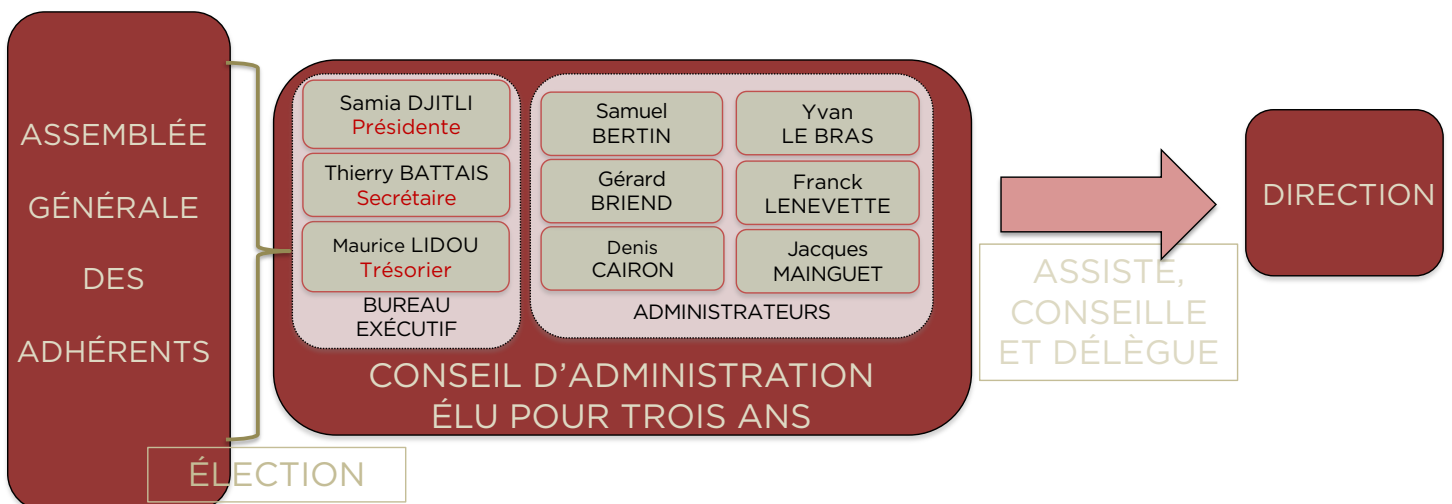 ASSEMBLÉE
GÉNÉRALE
DES
ADHÉRENTS
ÉLECTION
Samia DJITLI
Présidente
Thierry BATTAIS
Secrétaire
Maurice LIDOU
Trésorier
BUREAU
EXÉCUTIF
Samuel
BERTIN
Yvan
LE BRAS
Gérard
BRIEND
Franck
LENEVETTE
Denis
CAIRON
Jacques
MAINGUET
ADMINISTRATEURS
CONSEIL D’ADMINISTRATION
ÉLU POUR TROIS ANS
ASSISTE,
CONSEILLE
ET DÉLÈGUE
DIRECTION